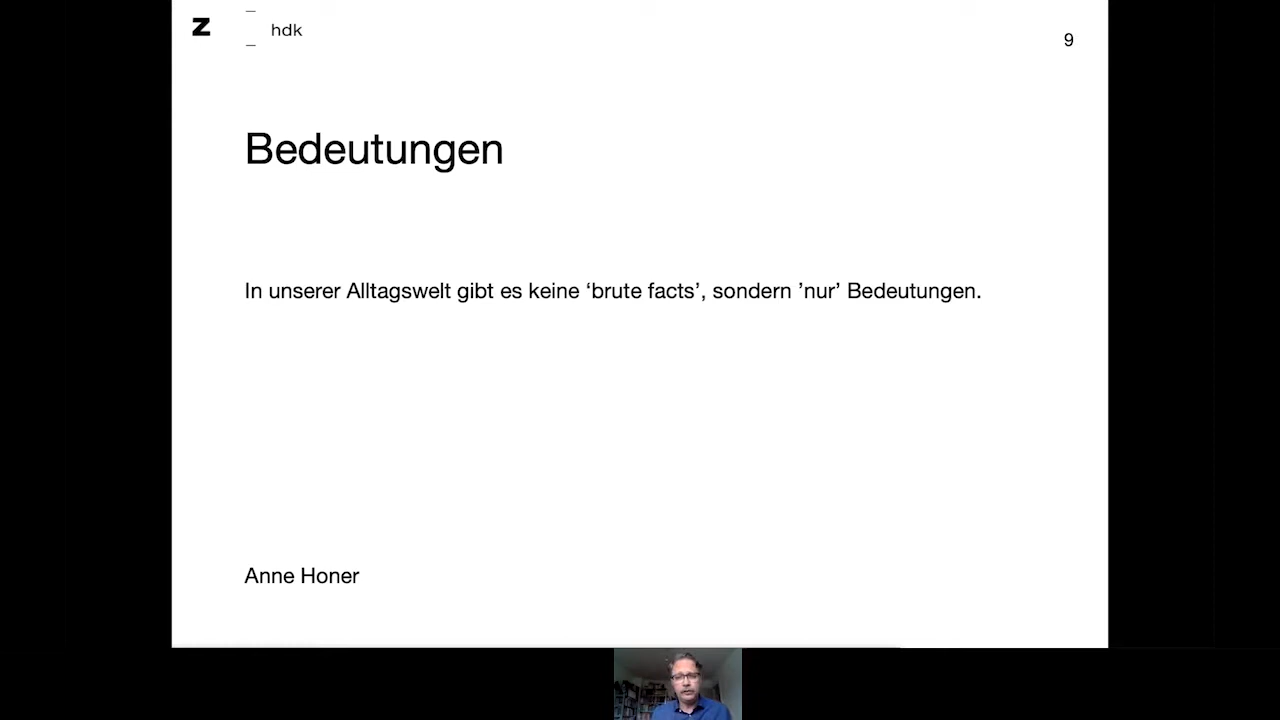 Z hdk
9
Bedeutungen
In unserer Alltagswelt gibt es keine ‘brute facts’, sondern ’nur’ Bedeutungen.
Anne Honer